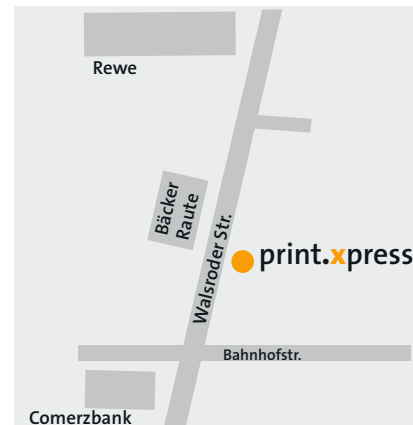 Rewe
Bäcker
Raute
Walsroder Str.
print.xpress
Bahnhofstr.
Comerzbank